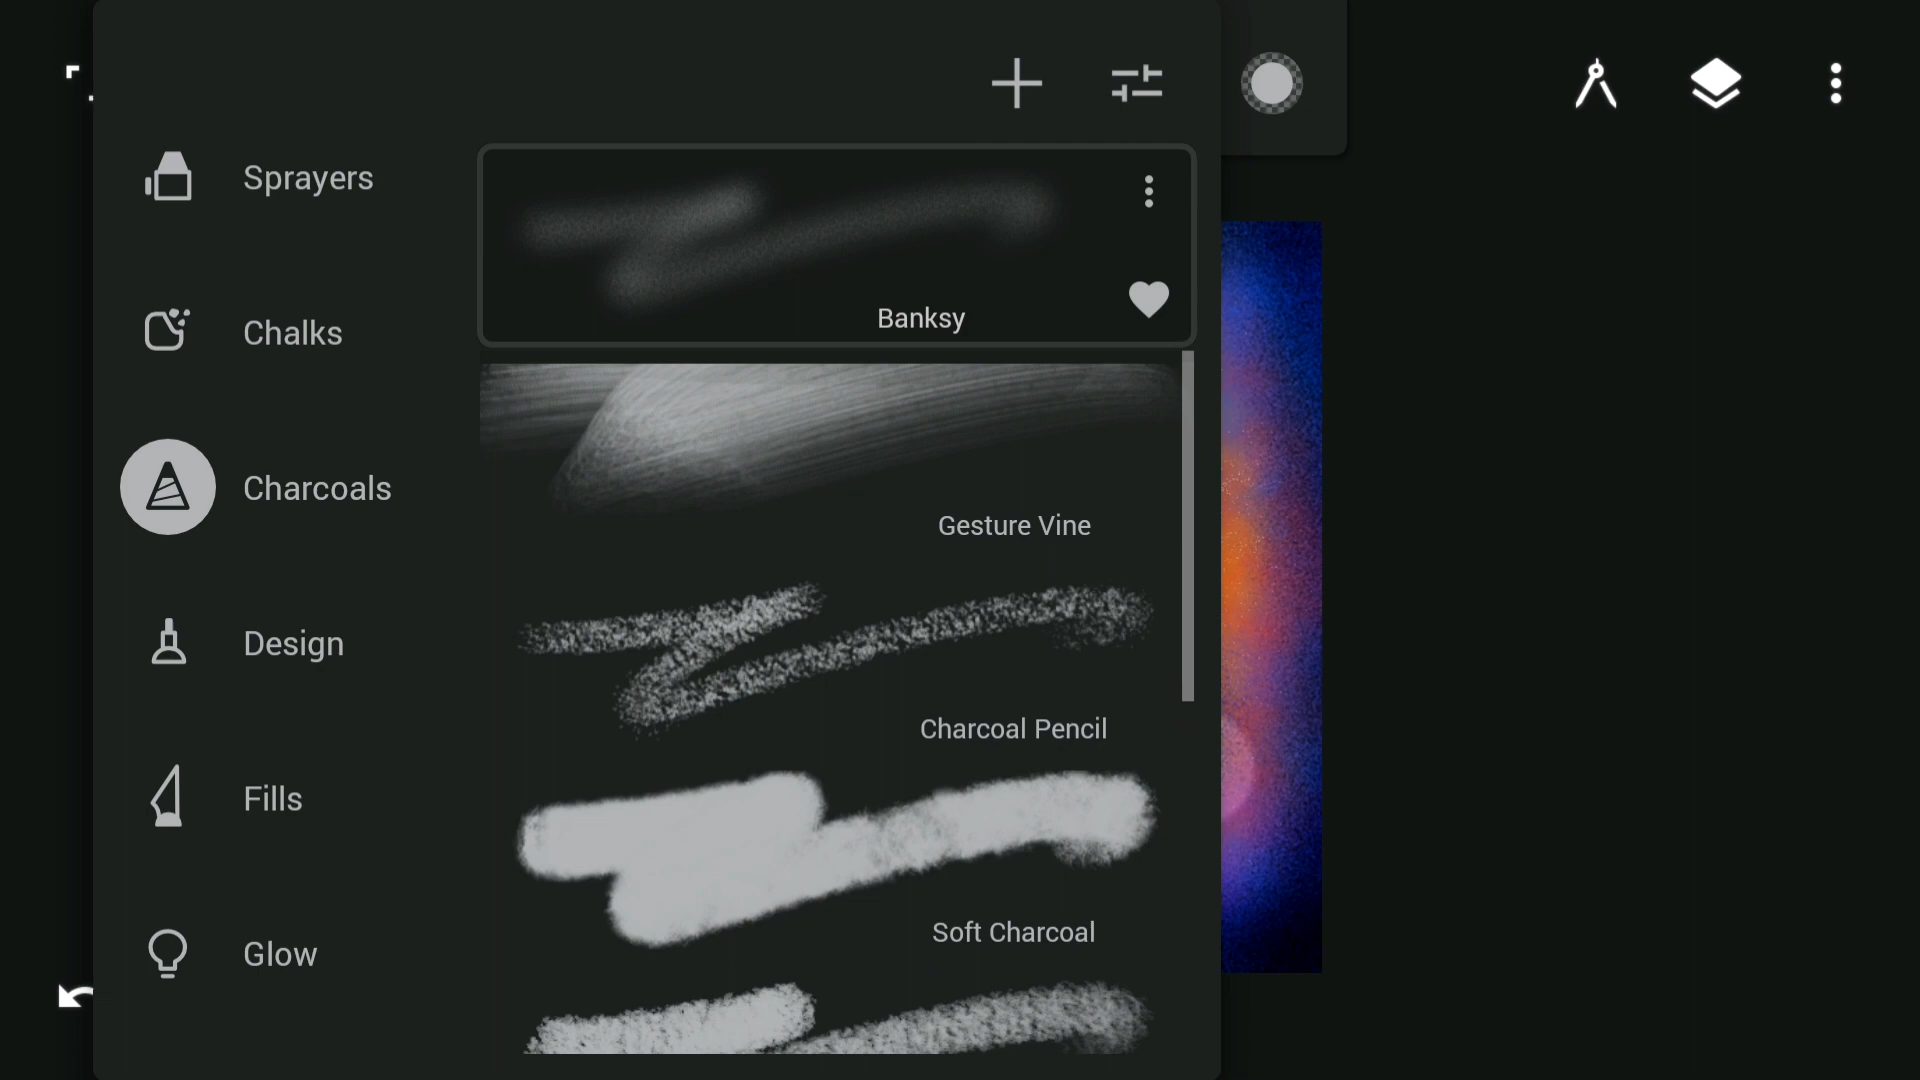 Sprayers
Chalks
Charcoals
Design
Fills
Glow
Banksy
Gesture Vine
Charcoal Pencil
Soft Charcoal